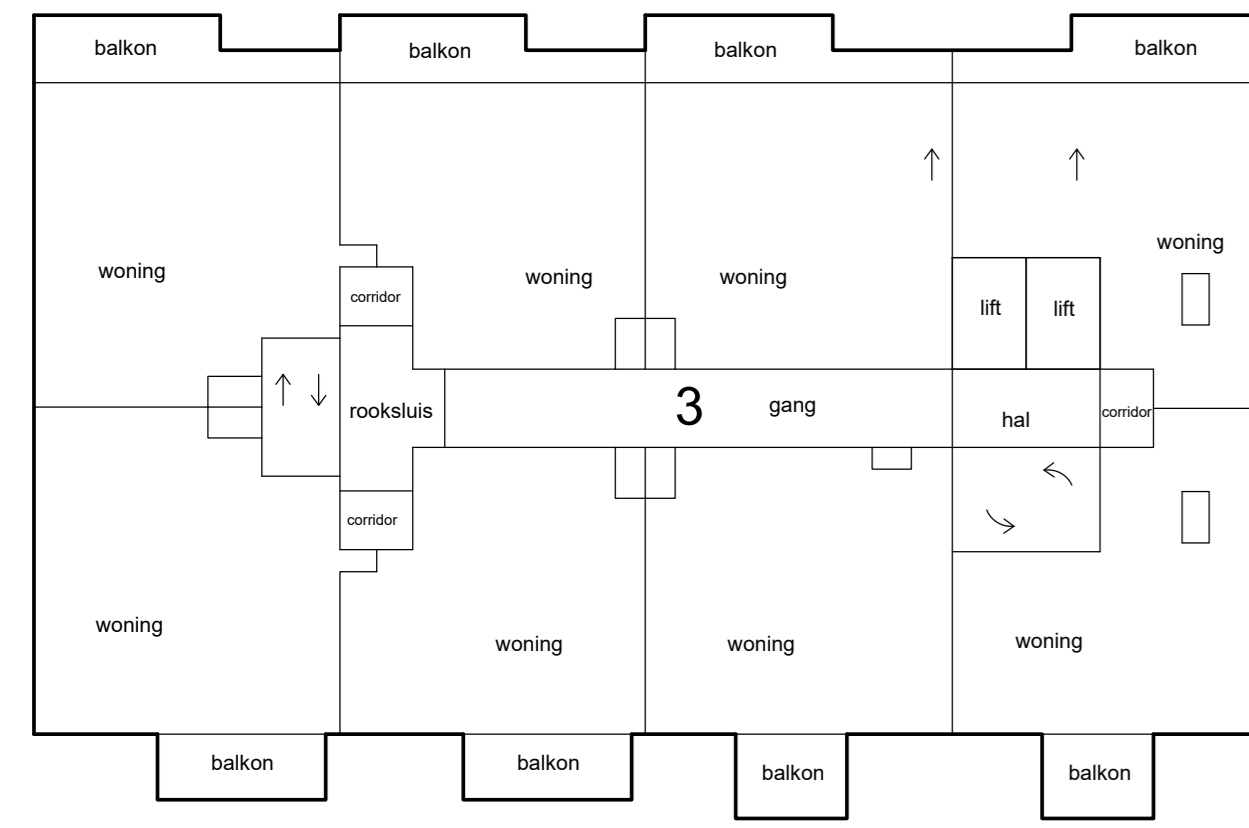 balkon
balkon
balkon
balkon
woning
woning
woning
woning
corridor
lift
lift
rooksluis
3
gang
hal
corridor
corridor
woning
woning
woning
woning
balkon
balkon
balkon
balkon